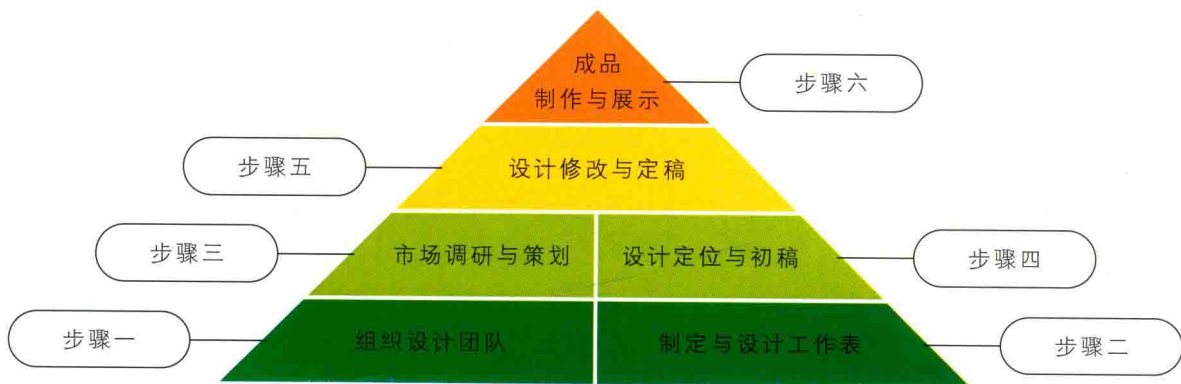 成品
制作与展示
步骤六
步骤五
设计修改与定稿
步骤三
市场调研与策划
设计定位与初稿
步骤四
步骤一
组织设计团队
制定与设计工作表
步骤二